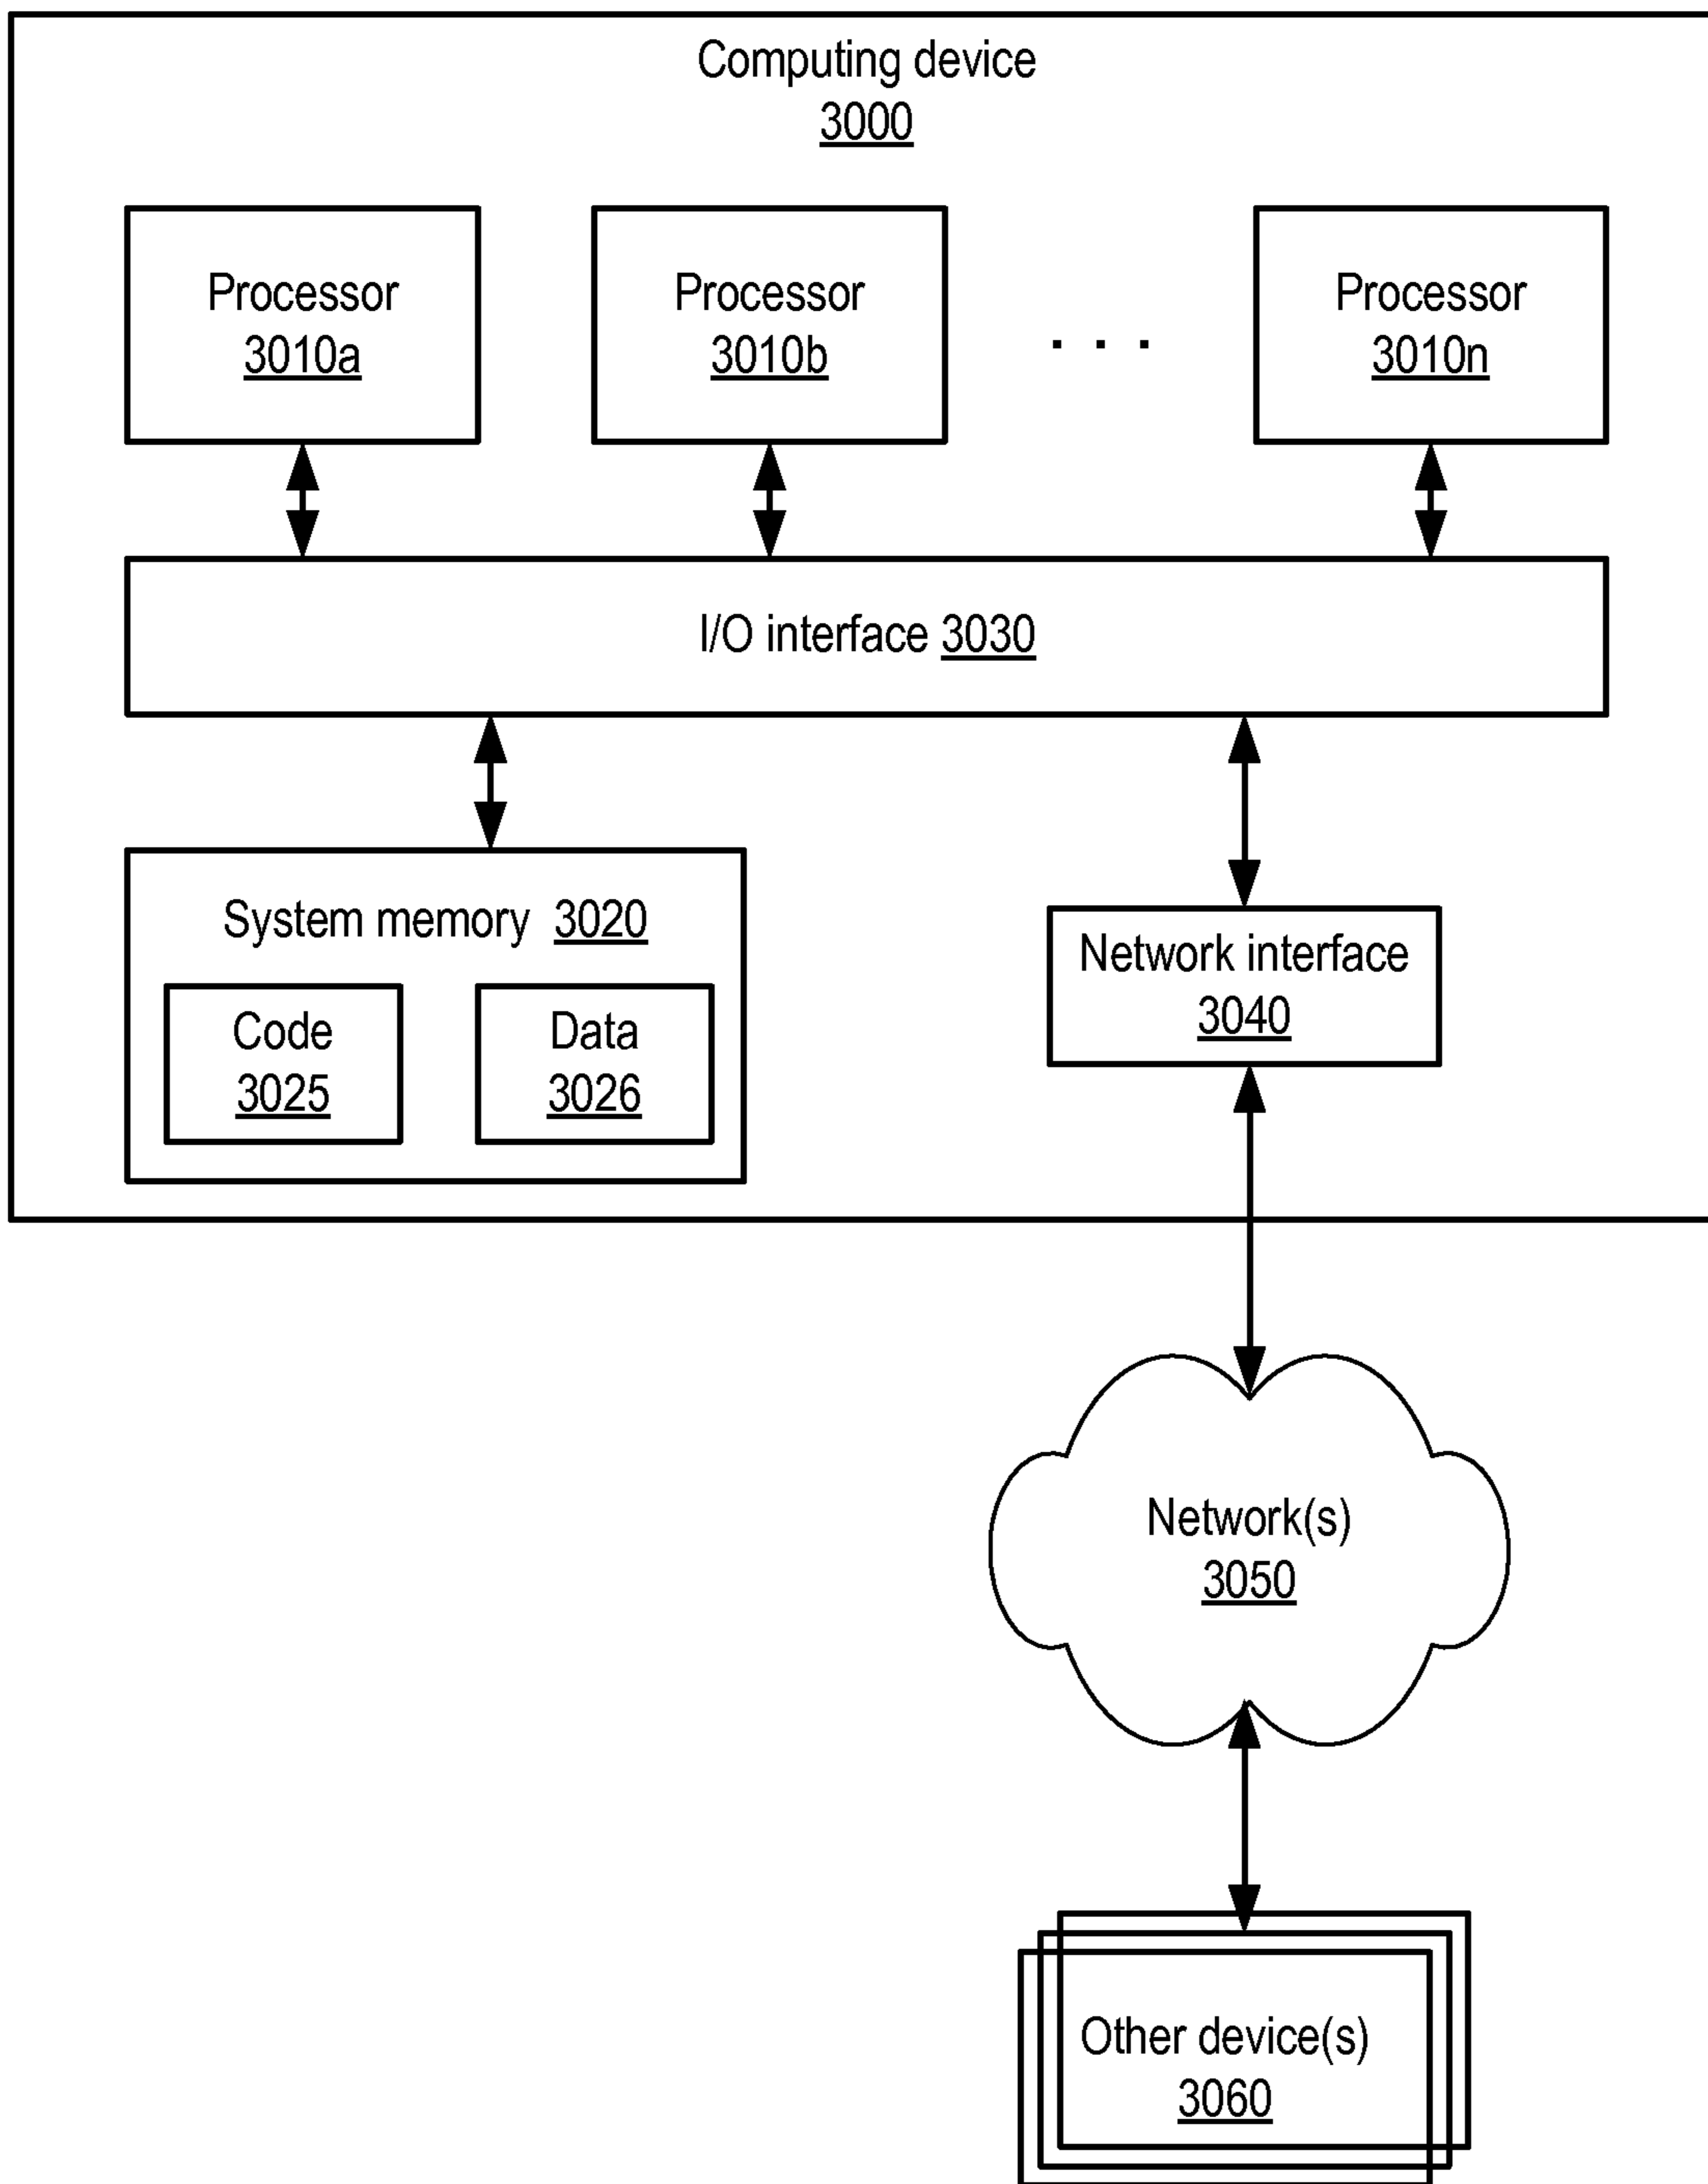 Computing device
3000
Processor
3010a
Processor
3010b
. . .
Processor
3010n
I/O interface 3030
System memory 3020
Code
3025
Data
3026
Network interface
3040
Network(s)
3050
Other device(s)
3060